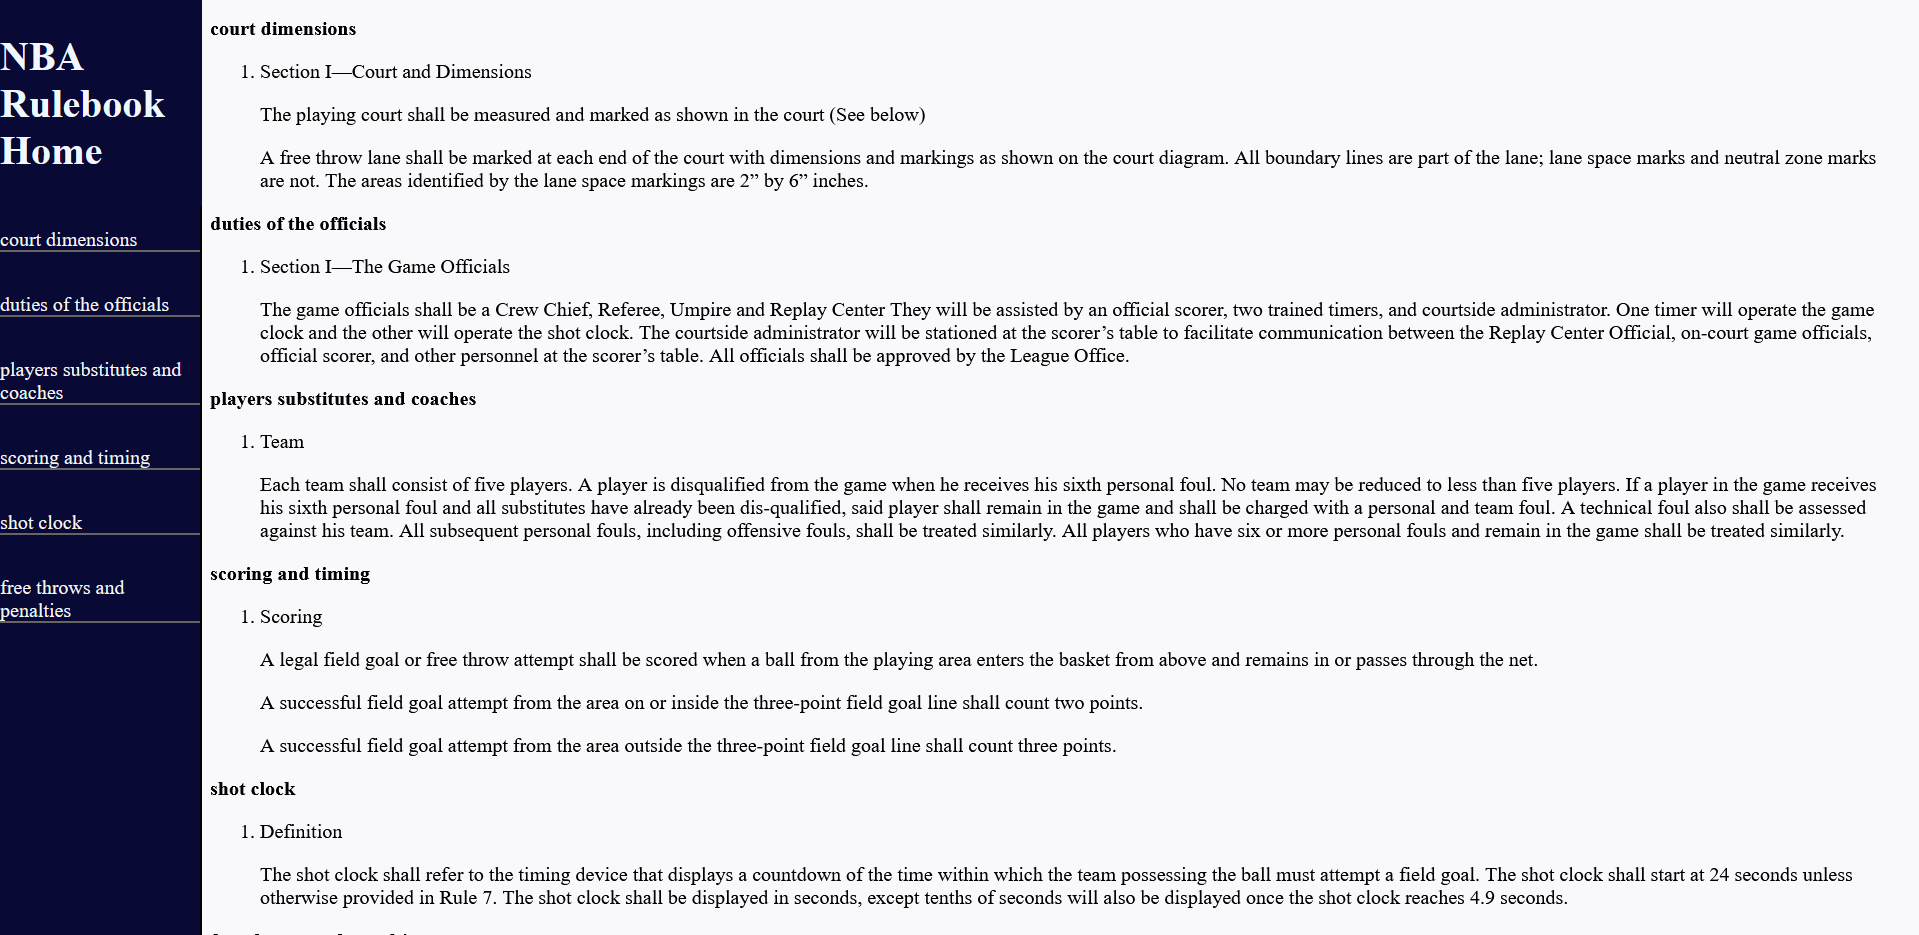 NBA
Rulebook
Home
court dimensions
duties of the officials
players substitutes and
coaches
scoring and timing
shot clock
free throws and
penalties
court dimensions
1. Section I—Court and Dimensions
The playing court shall be measured and marked as shown in the court (See below)
A free throw lane shall be marked at each end of the court with dimensions and markings as shown on the court diagram. All boundary lines are part of the lane; lane space marks and neutral zone marks
are not. The areas identified by the lane space markings are 2” by 6” inches.
duties of the officials
1. Section I—The Game Officials
The game officials shall be a Crew Chief, Referee, Umpire and Replay Center They will be assisted by an official scorer, two trained timers, and courtside administrator. One timer will operate the game
clock and the other will operate the shot clock. The courtside administrator will be stationed at the scorer’s table to facilitate communication between the Replay Center Official, on-court game officials,
official scorer, and other personnel at the scorer’s table. All officials shall be approved by the League Office.
players substitutes and coaches
1. Team
Each team shall consist of five players. A player is disqualified from the game when he receives his sixth personal foul. No team may be reduced to less than five players. If a player in the game receives
his sixth personal foul and all substitutes have already been dis-qualified, said player shall remain in the game and shall be charged with a personal and team foul. A technical foul also shall be assessed
against his team. All subsequent personal fouls, including offensive fouls, shall be treated similarly. All players who have six or more personal fouls and remain in the game shall be treated similarly.
scoring and timing
1. Scoring
A legal field goal or free throw attempt shall be scored when a ball from the playing area enters the basket from above and remains in or passes through the net.
A successful field goal attempt from the area on or inside the three-point field goal line shall count two points.
A successful field goal attempt from the area outside the three-point field goal line shall count three points.
shot clock
1. Definition
The shot clock shall refer to the timing device that displays a countdown of the time within which the team possessing the ball must attempt a field goal. The shot clock shall start at 24 seconds unless
otherwise provided in Rule 7. The shot clock shall be displayed in seconds, except tenths of seconds will also be displayed once the shot clock reaches 4.9 seconds.